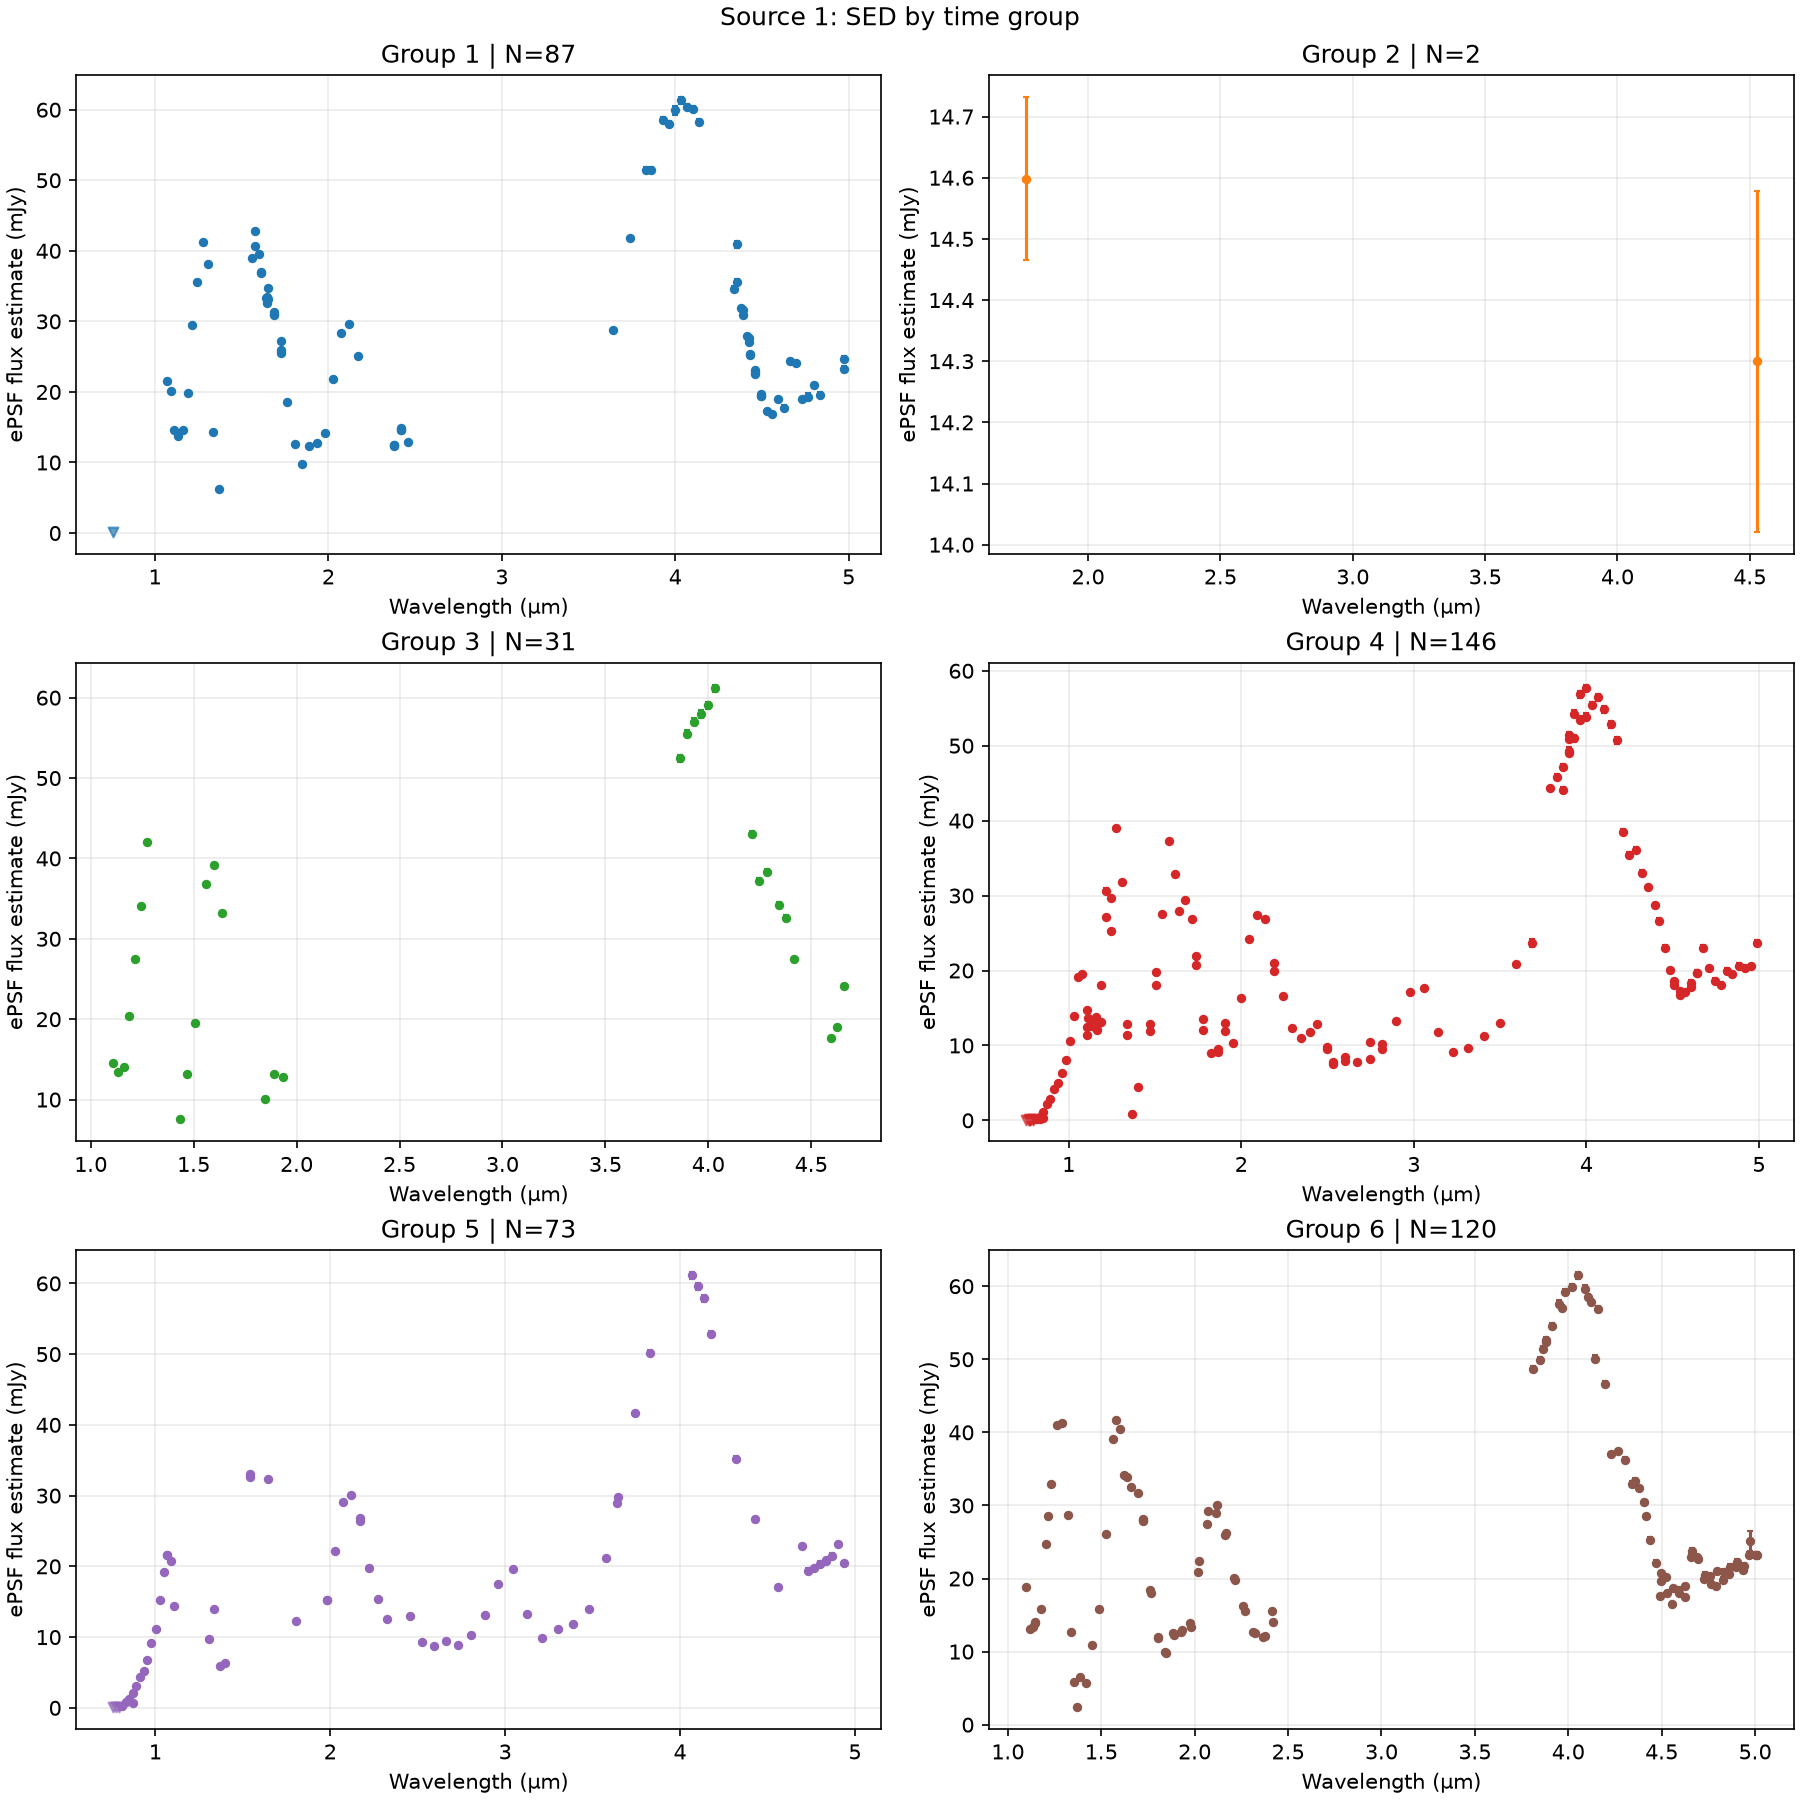 Source 1: SED by time group
Group 1 | N=87
ePSF flux estimate (mJy)
60
50
40
30
20
10
0
1 2 3 4 5
Wavelength (µm)
Group 2 | N=2
ePSF flux estimate (mJy)
14.7
14.6
14.5
14.4
14.3
14.2
14.1
14.0
2.0 2.5 3.0 3.5 4.0 4.5
Wavelength (µm)
Group 3 | N=31
ePSF flux estimate (mJy)
60
50
40
30
20
10
1.0 1.5 2.0 2.5 3.0 3.5 4.0 4.5
Wavelength (µm)
Group 4 | N=146
ePSF flux estimate (mJy)
60
50
40
30
20
10
0
1 2 3 4 5
Wavelength (µm)
Group 5 | N=73
ePSF flux estimate (mJy)
60
50
40
30
20
10
0
1 2 3 4 5
Wavelength (µm)
Group 6 | N=120
ePSF flux estimate (mJy)
60
50
40
30
20
10
0
1.0 1.5 2.0 2.5 3.0 3.5 4.0 4.5 5.0
Wavelength (µm)